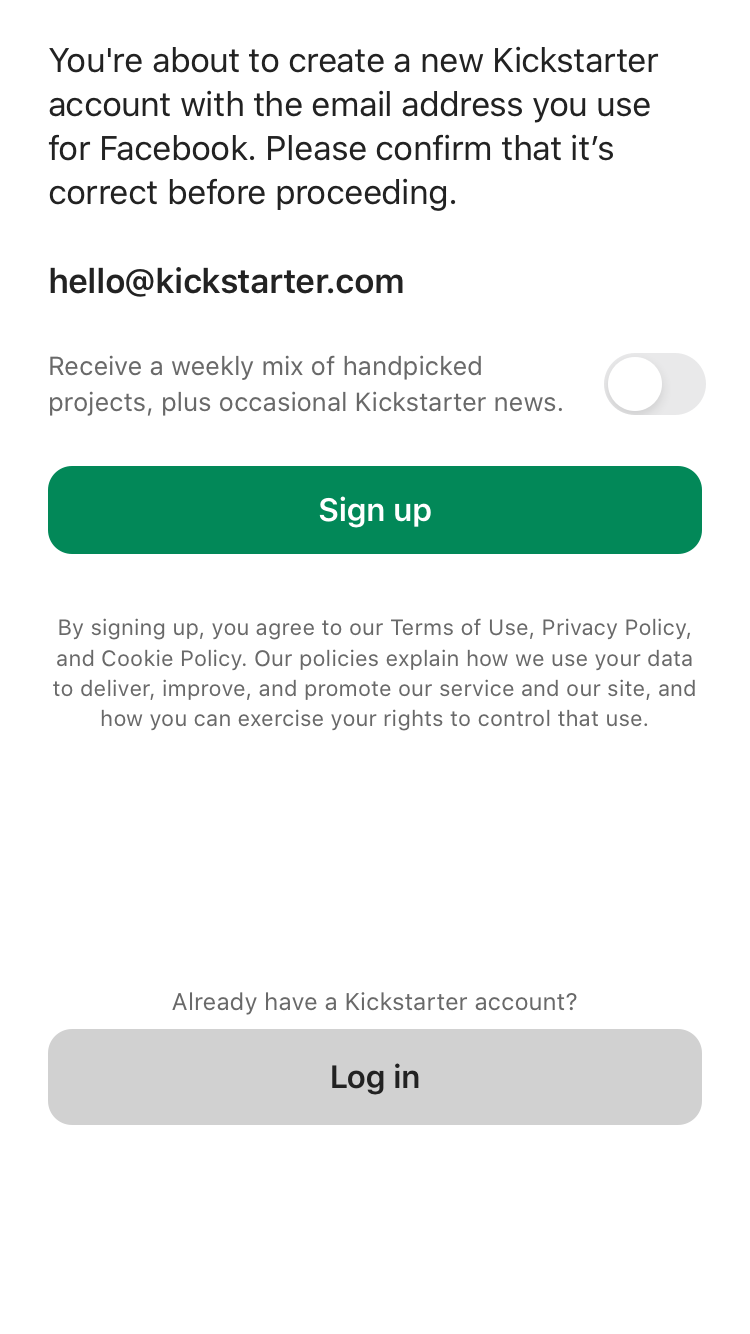 You're about to create a new Kickstarter
account with the email address you use
for Facebook. Please confirm that it’s
correct before proceeding.
hello@kickstarter.com
Receive a weekly mix of handpicked
projects, plus occasional Kickstarter news.
Sign up
By signing up, you agree to our Terms of Use, Privacy Policy,
and Cookie Policy. Our policies explain how we use your data
to deliver, improve, and promote our service and our site, and
how you can exercise your rights to control that use.
Already have a Kickstarter account?
Log in